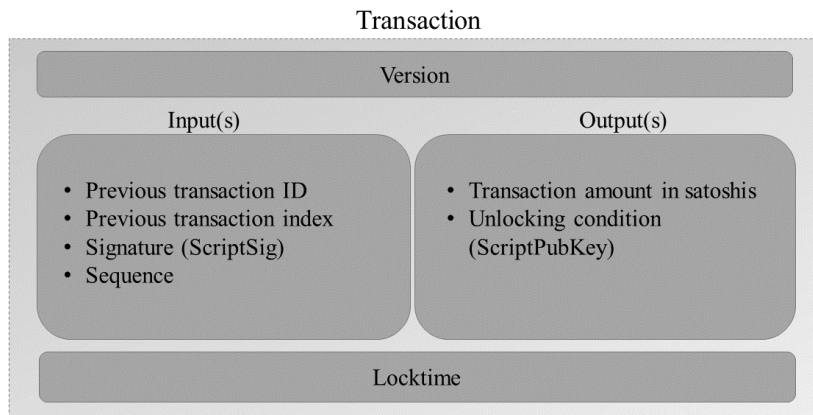 Transaction
Version
Input(s)
Output(s)
• Previous transaction ID
• Previous transaction index
• Signature (ScriptSig)
• Sequence
• Transaction amount in satoshis
• Unlocking condition
(ScriptPubKey)
Locktime